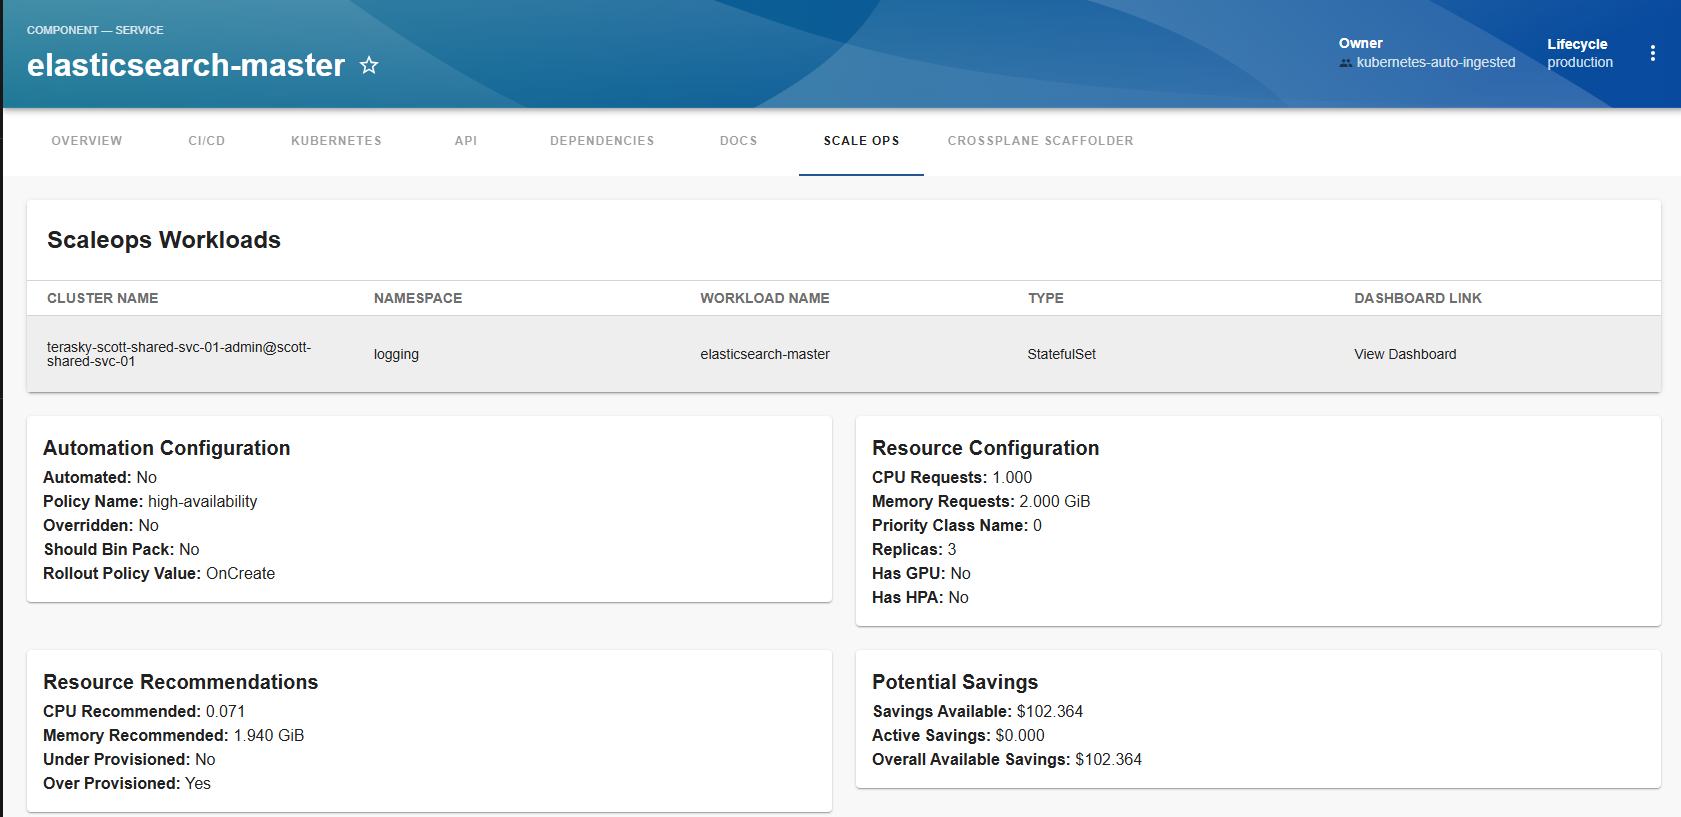 COMPONENT — SERVICE
elasticsearch-master
Owner
kubernetes-auto-ingested
Lifecycle
production
OVERVIEW
CI/CD
KUBERNETES
API
DEPENDENCIES
DOCS
SCALE OPS
CROSSPLANE SCAFFOLDER
Scaleops Workloads
CLUSTER NAME
NAMESPACE
WORKLOAD NAME
TYPE
DASHBOARD LINK
terasky-scott-shared-svc-01-admin@scott-
shared-svc-01
logging
elasticsearch-master
StatefulSet
View Dashboard
Automation Configuration
Automated: No
Policy Name: high-availability
Overridden: No
Should Bin Pack: No
Rollout Policy Value: OnCreate
Resource Configuration
CPU Requests: 1.000
Memory Requests: 2.000 GiB
Priority Class Name: 0
Replicas: 3
Has GPU: No
Has HPA: No
Resource Recommendations
CPU Recommended: 0.071
Memory Recommended: 1.940 GiB
Under Provisioned: No
Over Provisioned: Yes
Potential Savings
Savings Available: $102.364
Active Savings: $0.000
Overall Available Savings: $102.364